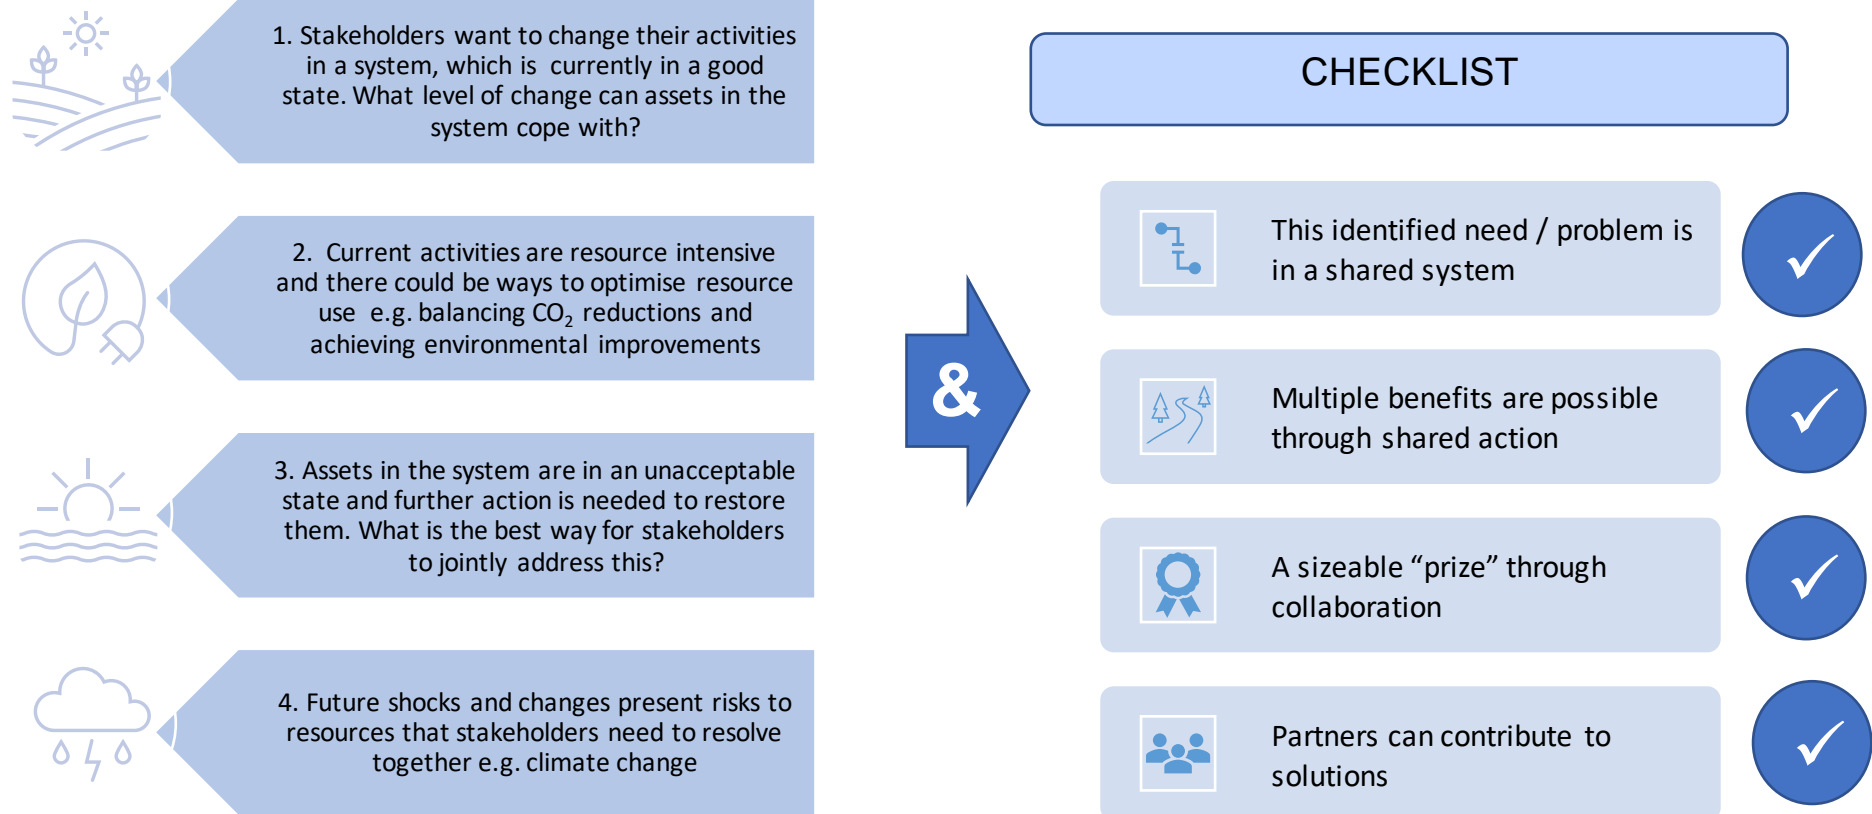 1. Stakeholders want to change their activities
in a system, which is currently in a good
state. What level of change can assets in the
system cope with?
2. Current activities are resource intensive
and there could be ways to optimise resource
use e.g. balancing CO₂ reductions and
achieving environmental improvements
3. Assets in the system are in an unacceptable
state and further action is needed to restore
them. What is the best way for stakeholders
to jointly address this?
4. Future shocks and changes present risks to
resources that stakeholders need to resolve
together e.g. climate change
&
CHECKLIST
This identified need / problem is
in a shared system
Multiple benefits are possible
through shared action
A sizeable “prize” through
collaboration
Partners can contribute to
solutions